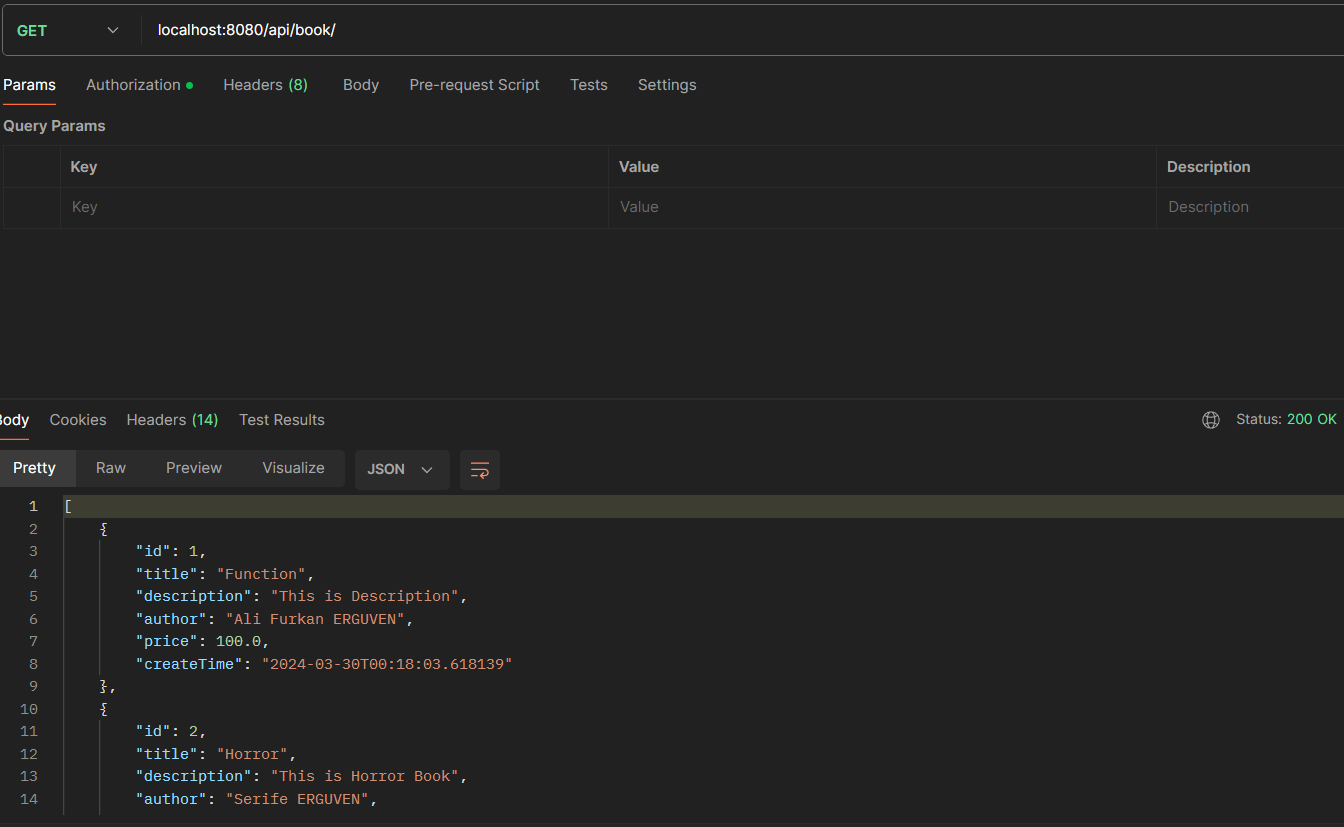 GET localhost:8080/api/book/
Params Authorization Headers (8) Body Pre-request Script Tests Settings
Query Params
Key Value Description
Key Value Description
Body Cookies Headers (14) Test Results Status: 200 OK
Pretty Raw Preview Visualize JSON
1 [
2 {
3 "id": 1,
4 "title": "Function",
5 "description": "This is Description",
6 "author": "Ali Furkan ERGUVEN",
7 "price": 100.0,
8 "createTime": "2024-03-30T00:18:03.618139"
9 },
10 {
11 "id": 2,
12 "title": "Horror",
13 "description": "This is Horror Book",
14 "author": "Serife ERGUVEN",